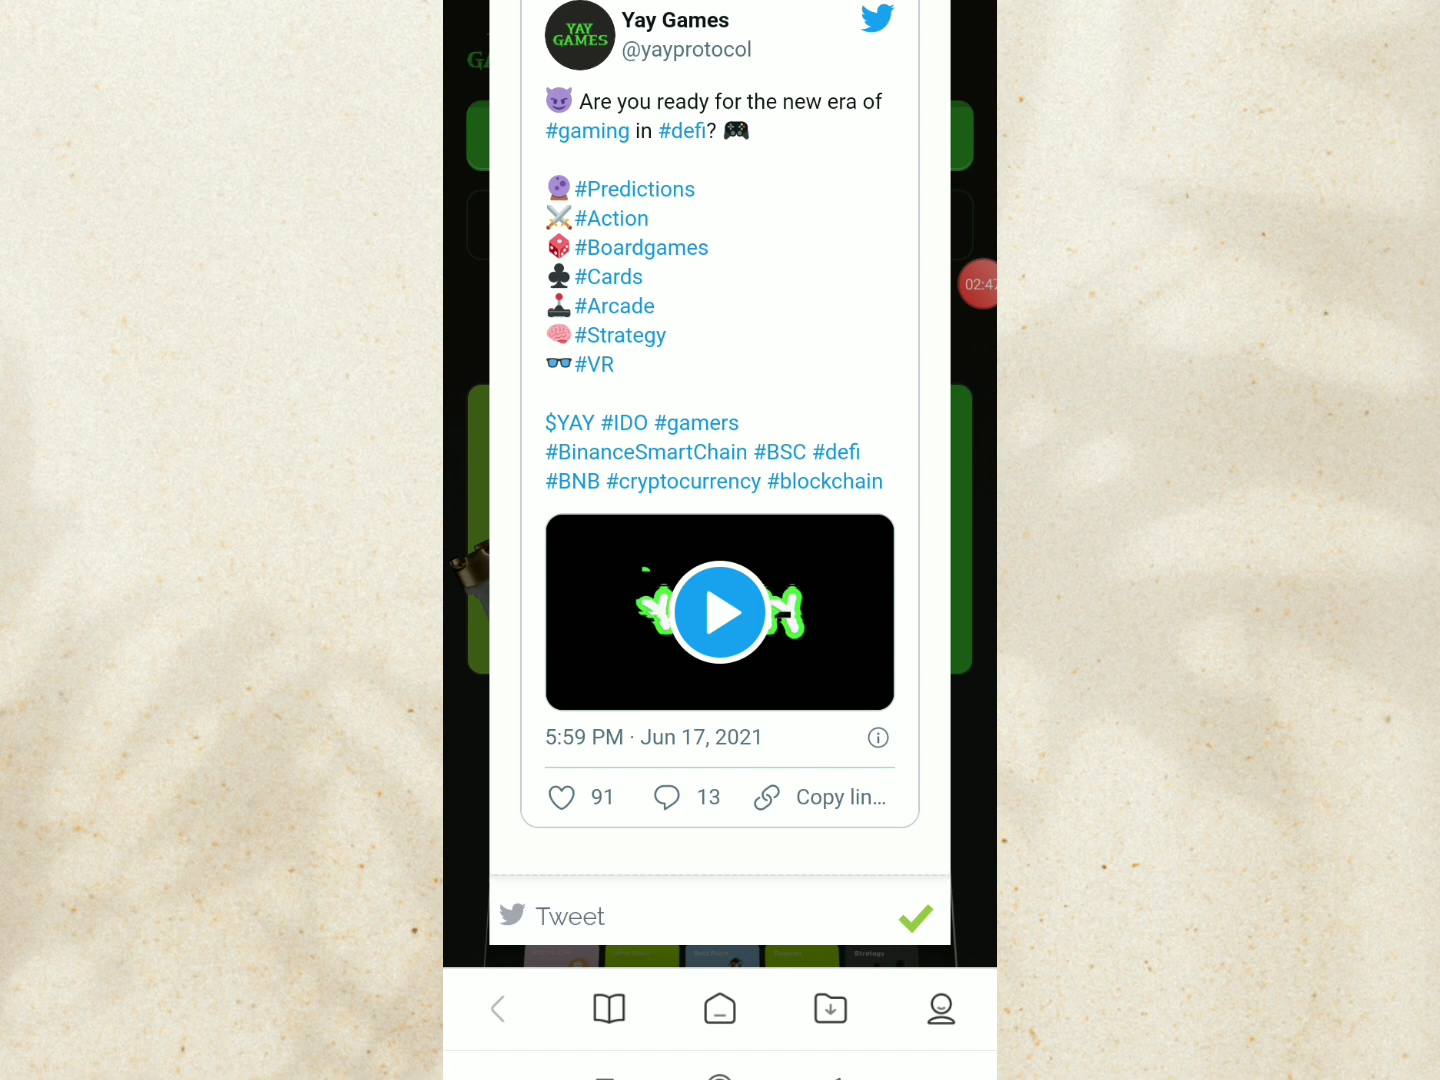 YAY
GAMES
Yay Games
@yayprotocol
😈 Are you ready for the new era of
#gaming in #defi? 🎮
🔮#Predictions
⚔️#Action
🎲#Boardgames
♣️#Cards
🕹️#Arcade
🧠#Strategy
👓#VR
$YAY #IDO #gamers
#BinanceSmartChain #BSC #defi
#BNB #cryptocurrency #blockchain
5:59 PM · Jun 17, 2021
91 13 Copy lin...
Tweet
Strategy